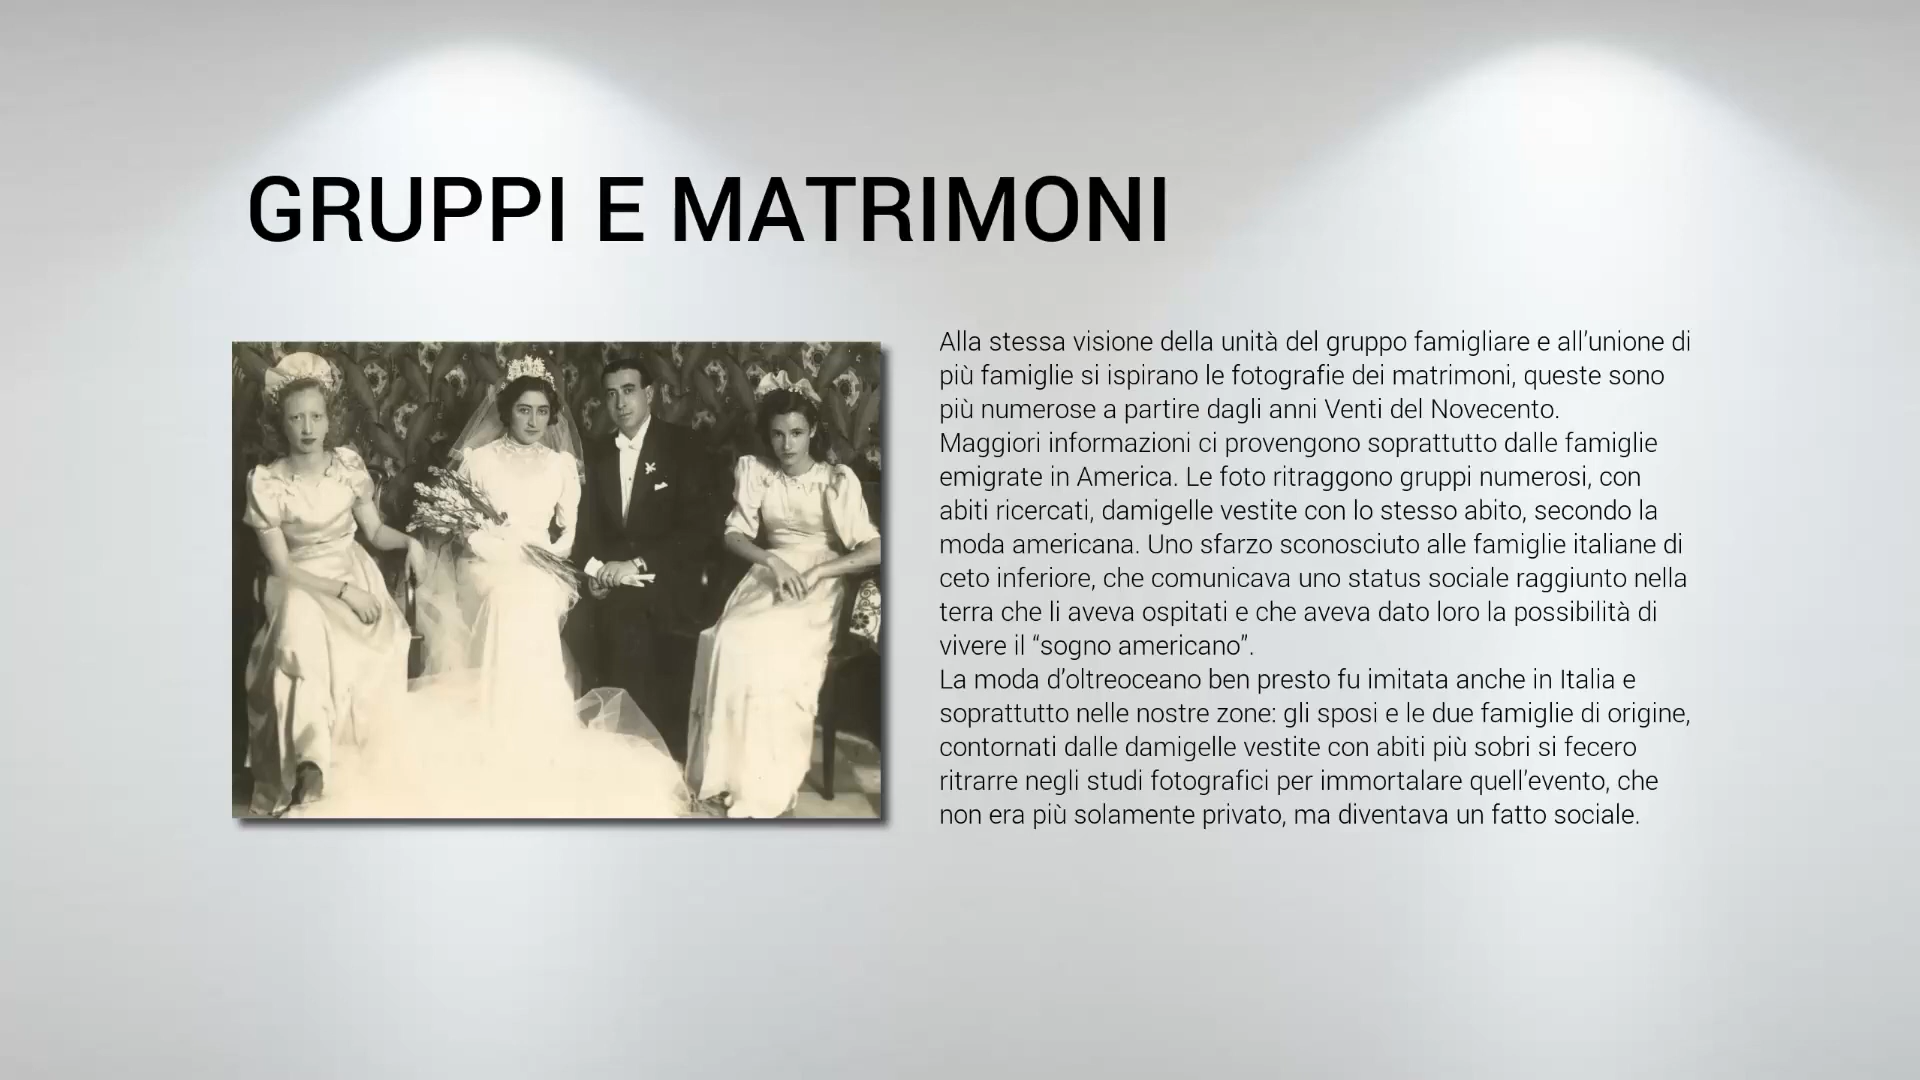 GRUPPI E MATRIMONI
Alla stessa visione della unità del gruppo famigliare e all’unione di
più famiglie si ispirano le fotografie dei matrimoni, queste sono
più numerose a partire dagli anni Venti del Novecento.
Maggiori informazioni ci provengono soprattutto dalle famiglie
emigrate in America. Le foto ritraggono gruppi numerosi, con
abiti ricercati, damigelle vestite con lo stesso abito, secondo la
moda americana. Uno sfarzo sconosciuto alle famiglie italiane di
ceto inferiore, che comunicava uno status sociale raggiunto nella
terra che li aveva ospitati e che aveva dato loro la possibilità di
vivere il “sogno americano”.
La moda d’oltreoceano ben presto fu imitata anche in Italia e
soprattutto nelle nostre zone: gli sposi e le due famiglie di origine,
contornati dalle damigelle vestite con abiti più sobri si fecero
ritrarre negli studi fotografici per immortalare quell’evento, che
non era più solamente privato, ma diventava un fatto sociale.